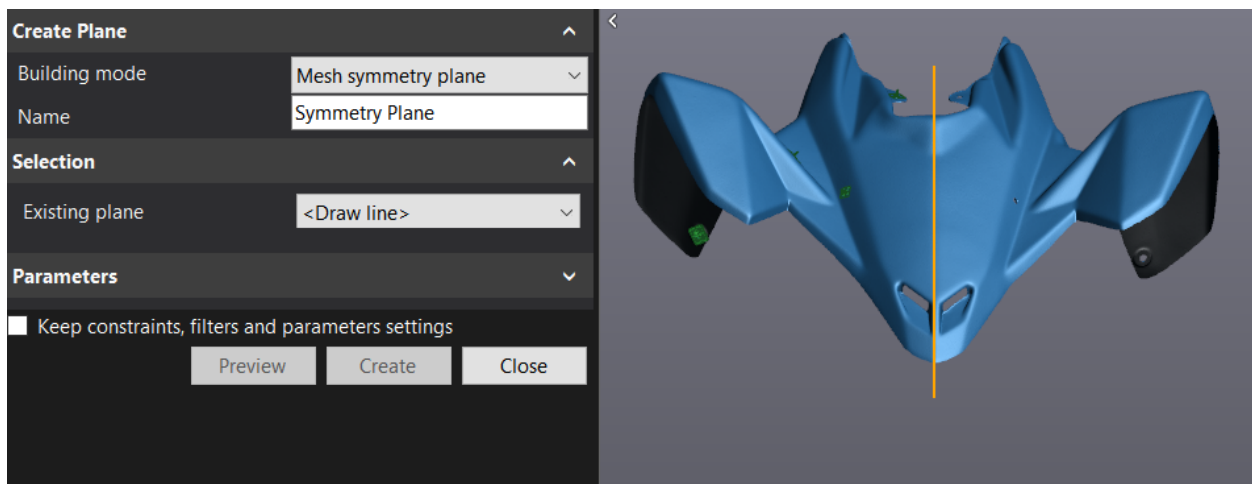 Create Plane
Building mode Mesh symmetry plane
Name Symmetry Plane
Selection
Existing plane <Draw line>
Parameters
Keep constraints, filters and parameters settings
Preview Create Close